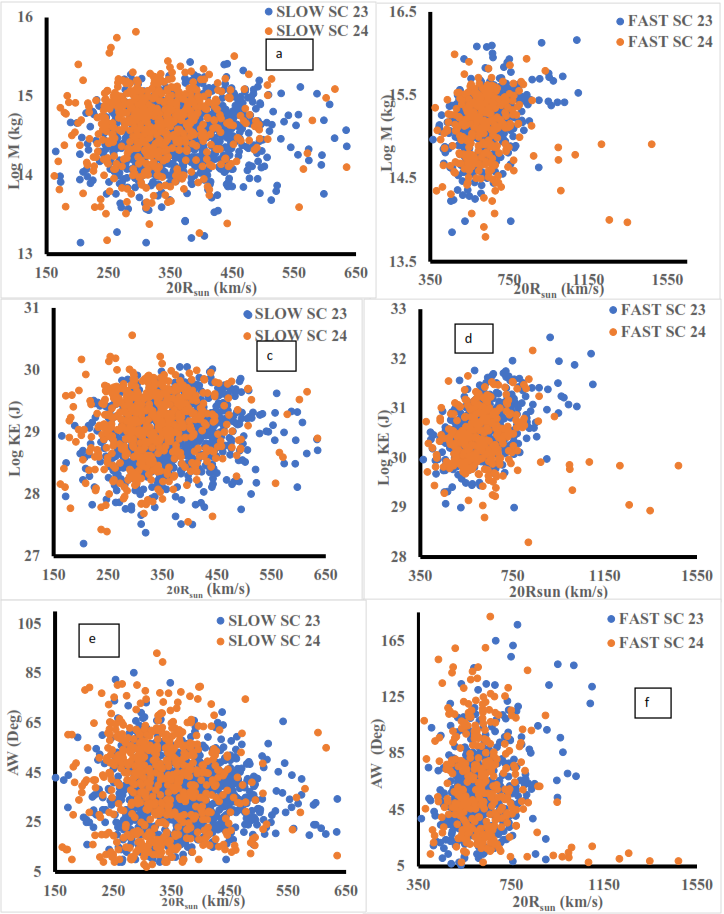 SLOW SC 23
SLOW SC 24
a
16
15
14
13
Log M (kg)
150 250 350 450 550 650
20Rsun (km/s)
FAST SC 23
FAST SC 24
16.5
15.5
14.5
13.5
Log M (kg)
350 750 1150 1550
20Rsun (km/s)
SLOW SC 23
SLOW SC 24
c
31
30
29
28
27
Log KE (J)
150 250 350 450 550 650
20Rsun (km/s)
FAST SC 23
FAST SC 24
d
33
32
31
30
29
28
Log KE (J)
350 750 1150 1550
20Rsun (km/s)
SLOW SC 23
SLOW SC 24
e
105
85
65
45
25
5
AW (Deg)
150 250 350 450 550 650
20Rsun (km/s)
FAST SC 23
FAST SC 24
f
165
125
85
45
5
AW (Deg)
350 750 1150 1550
20Rsun (km/s)